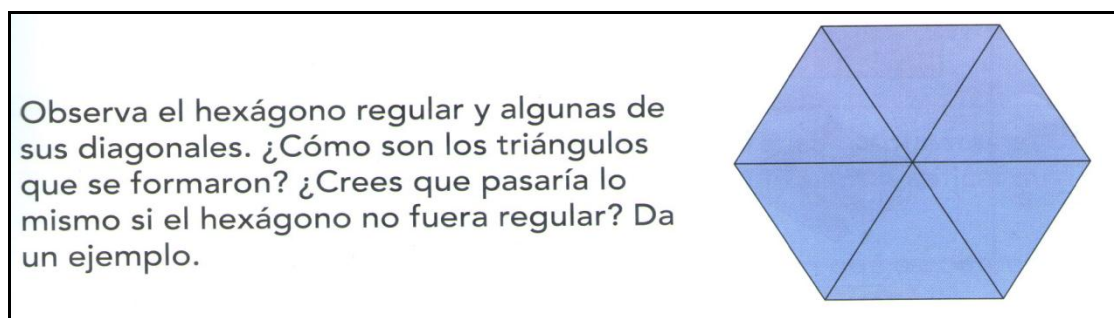 Observa el hexágono regular y algunas de
sus diagonales. ¿Cómo son los triángulos
que se formaron? ¿Crees que pasaría lo
mismo si el hexágono no fuera regular? Da
un ejemplo.